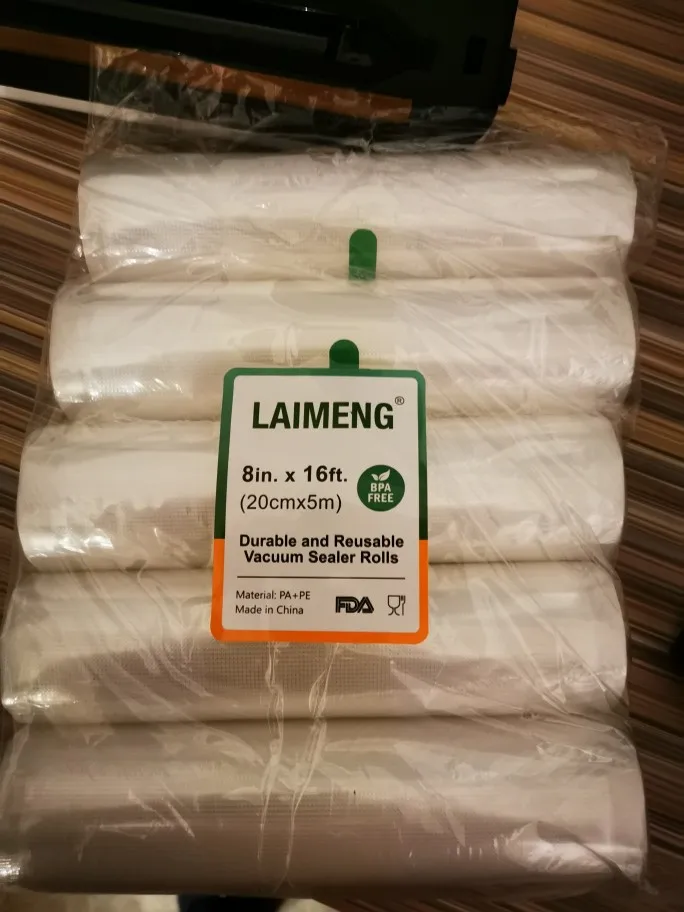 LAIMENG®
8in. x 16ft.
(20cmx5m)
BPA
FREE
Durable and Reusable
Vacuum Sealer Rolls
Material: PA+PE
Made in China
FDA